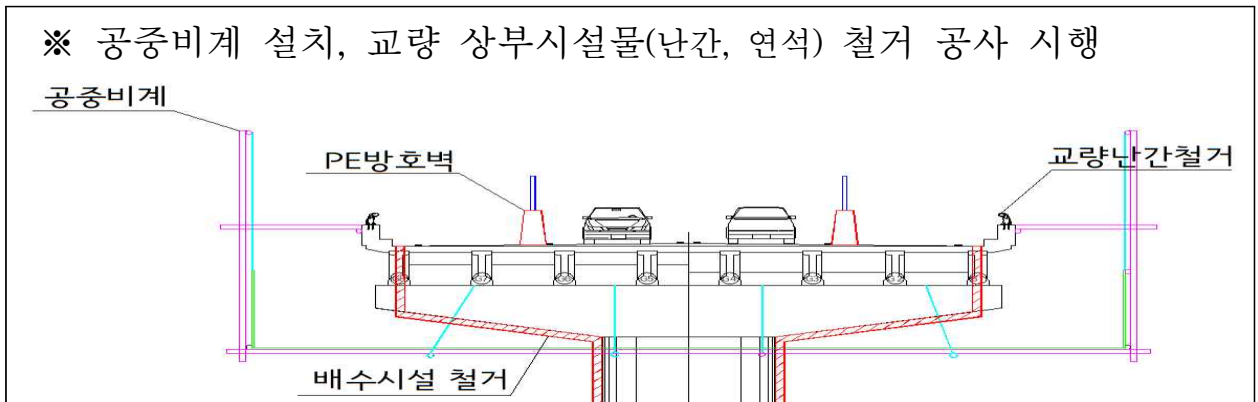 ※ 공중비계 설치, 교량 상부시설물(난간, 연석) 철거 공사 시행
공중비계
PE방호벽
교량난간철거
배수시설 철거